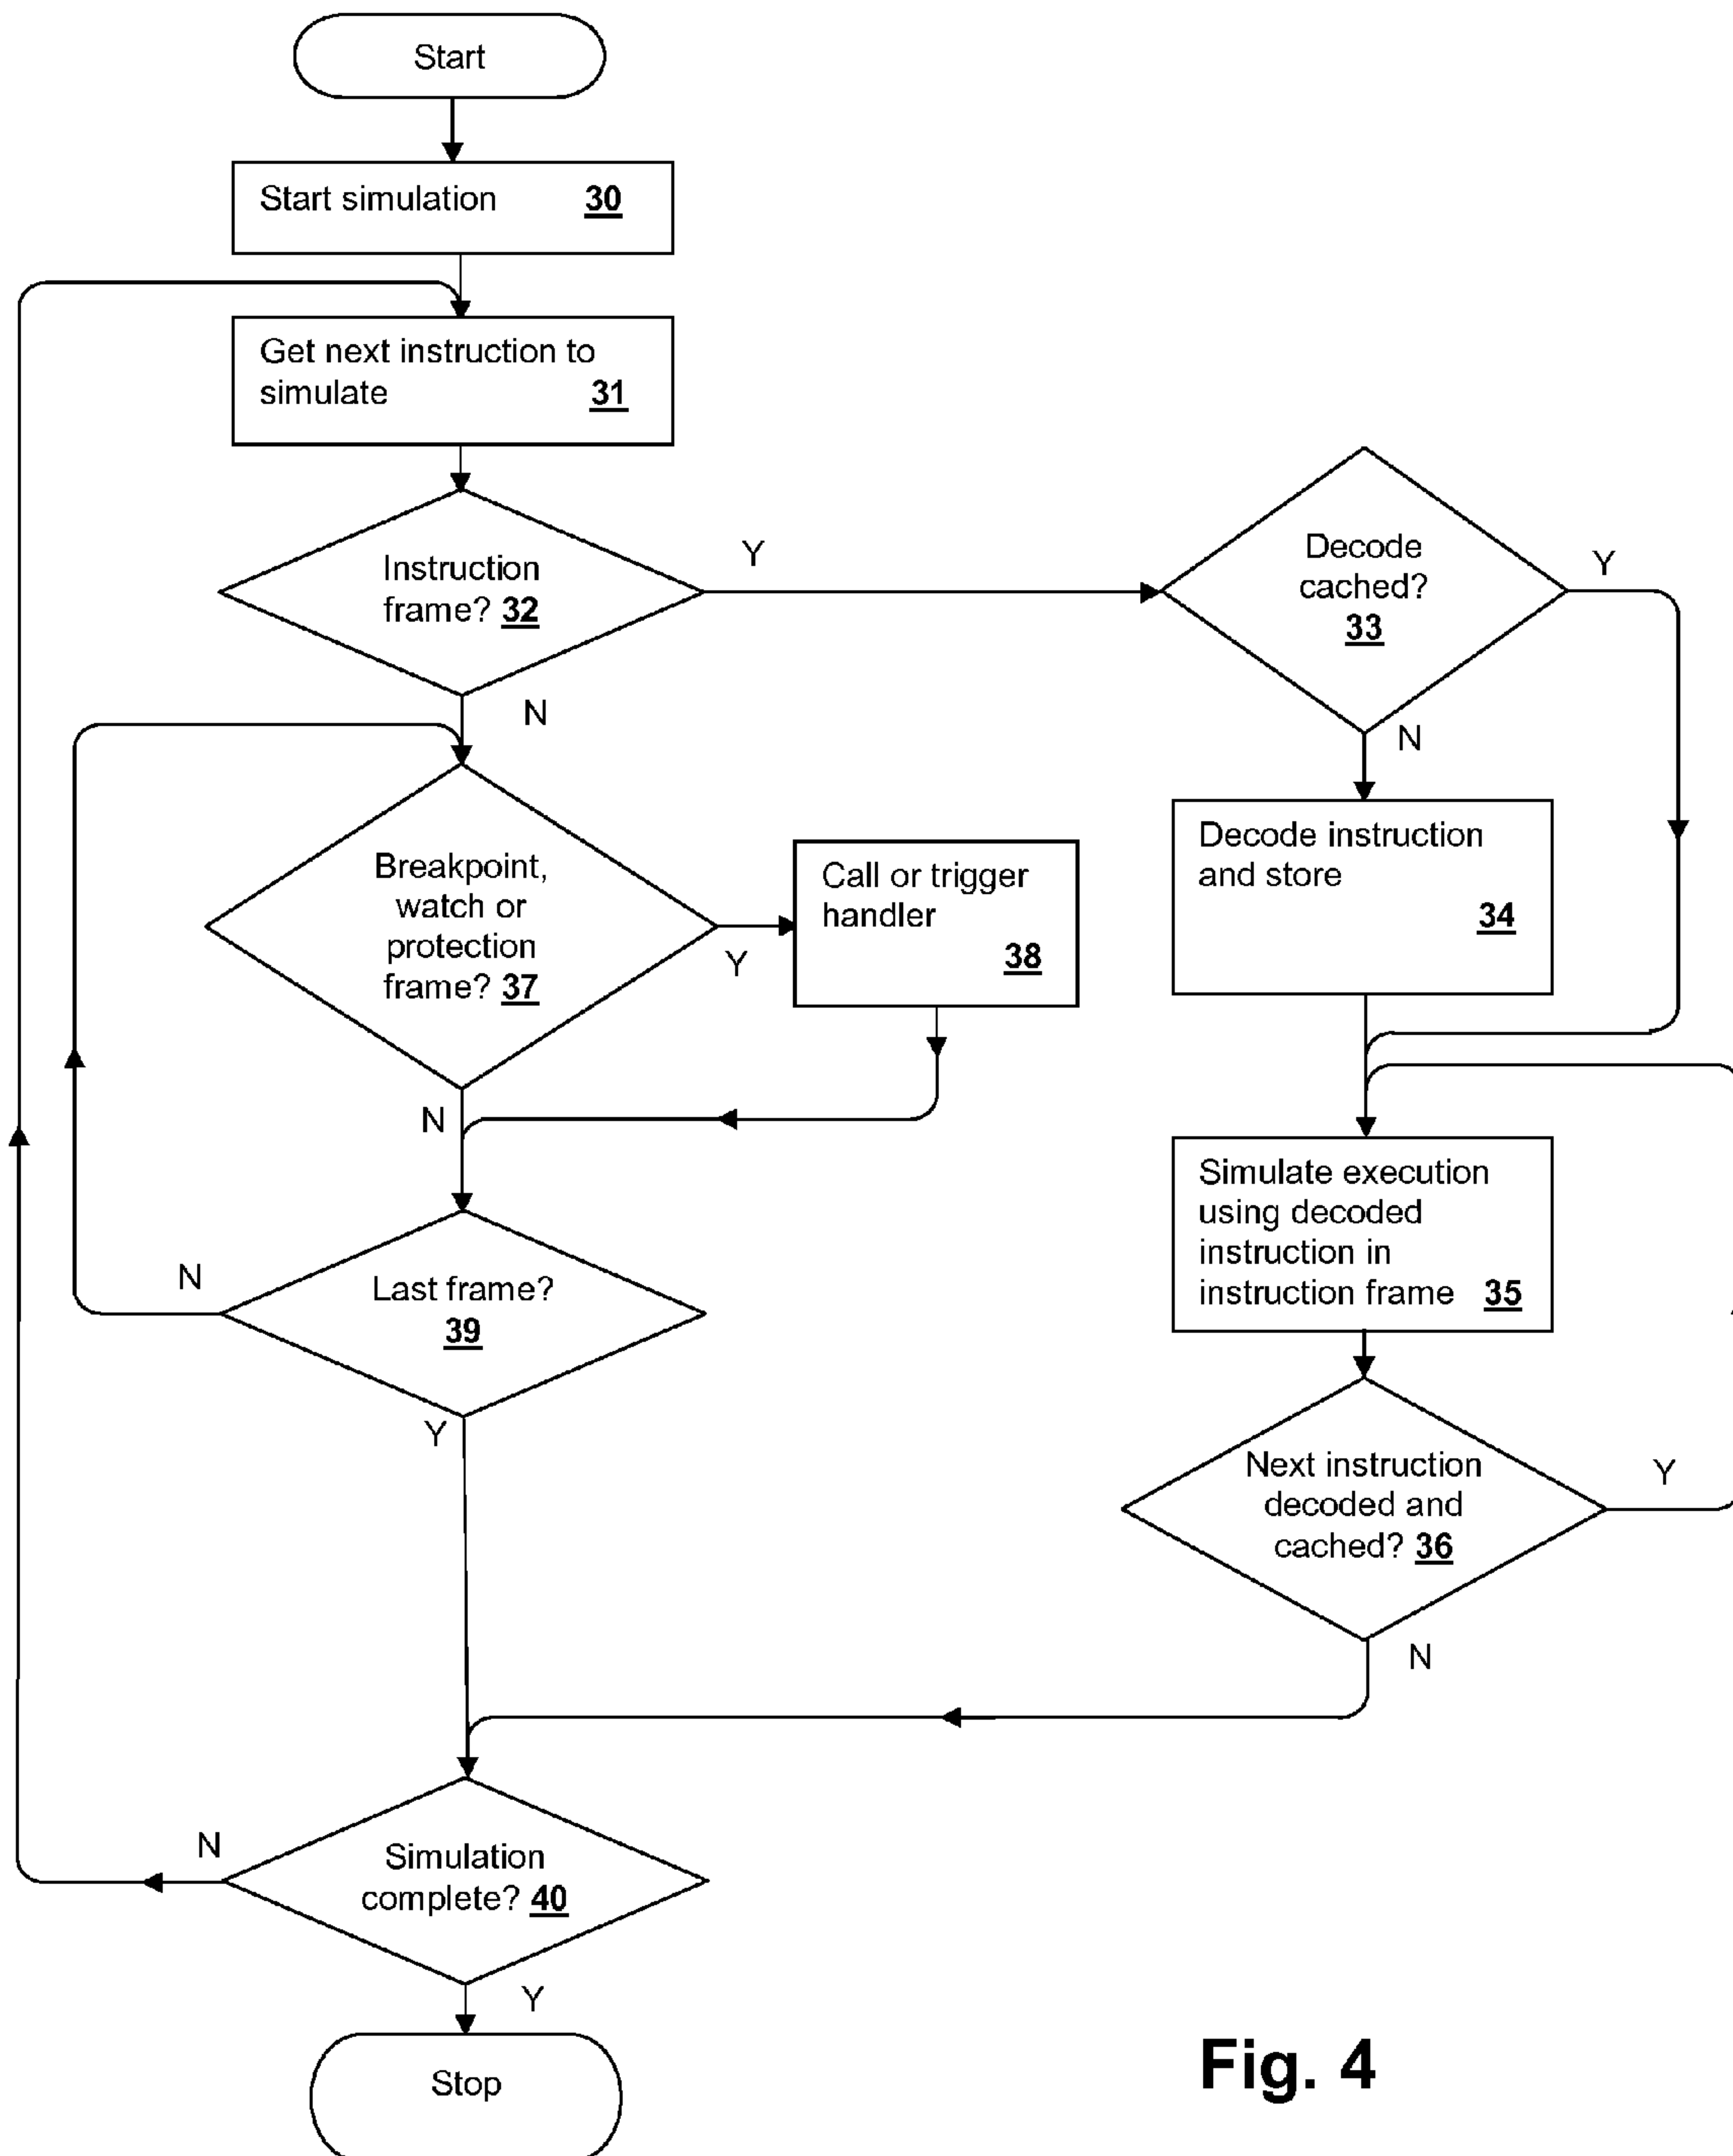 Start
Start simulation 30
Get next instruction to
simulate 31
Instruction
frame? 32
Y
N
Decode
cached?
33
Y
N
Decode instruction
and store
34
Breakpoint,
watch or
protection
frame? 37
Y
N
Call or trigger
handler
38
Simulate execution
using decoded
instruction in
instruction frame 35
Last frame?
39
N
Y
Next instruction
decoded and
cached? 36
Y
N
Simulation
complete? 40
N
Y
Stop
Fig. 4